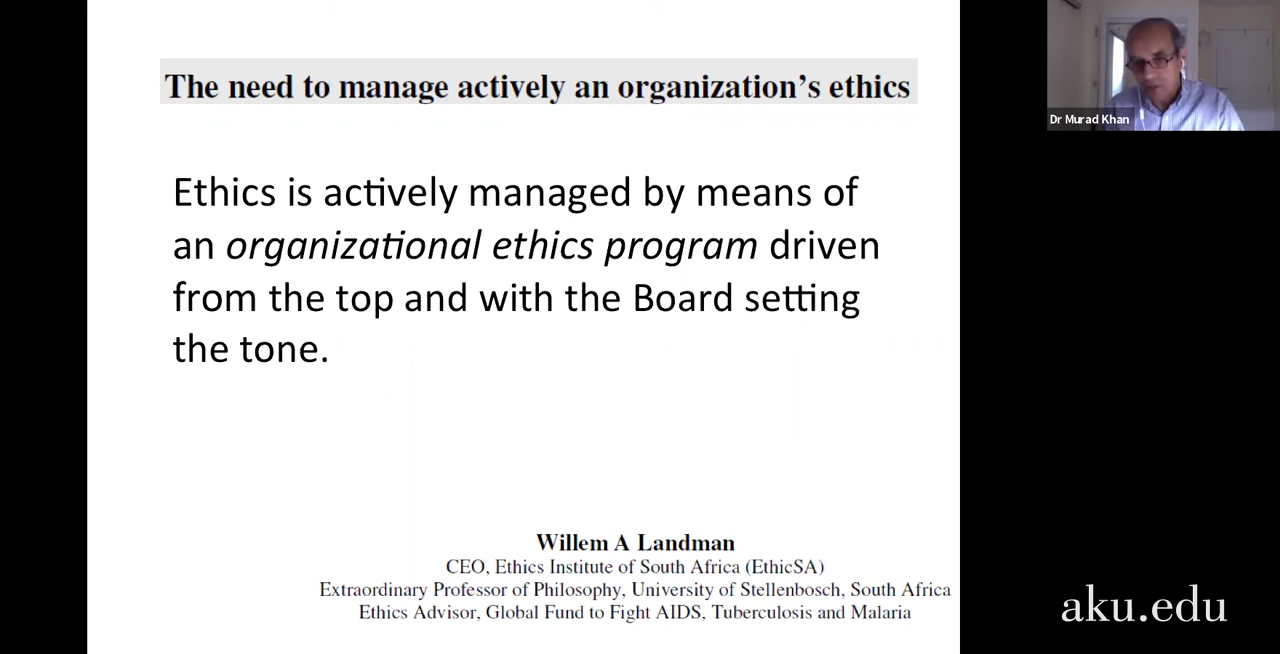 The need to manage actively an organization's ethics
Ethics is actively managed by means of
an organizational ethics program driven
from the top and with the Board setting
the tone.
Willem A Landman
CEO, Ethics Institute of South Africa (EthicSA)
Extraordinary Professor of Philosophy, University of Stellenbosch, South Africa
Ethics Advisor, Global Fund to Fight AIDS, Tuberculosis and Malaria
Dr Murad Khan
aku.edu